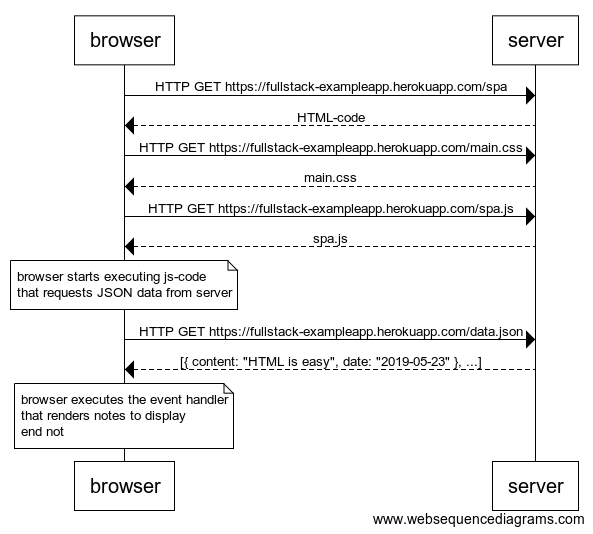 browser
server
HTTP GET https://fullstack-exampleapp.herokuapp.com/spa
HTML-code
HTTP GET https://fullstack-exampleapp.herokuapp.com/main.css
main.css
HTTP GET https://fullstack-exampleapp.herokuapp.com/spa.js
spa.js
browser starts executing js-code
that requests JSON data from server
HTTP GET https://fullstack-exampleapp.herokuapp.com/data.json
[{ content: "HTML is easy", date: "2019-05-23" }, ...]
browser executes the event handler
that renders notes to display
end not
browser
server
www.websequencediagrams.com